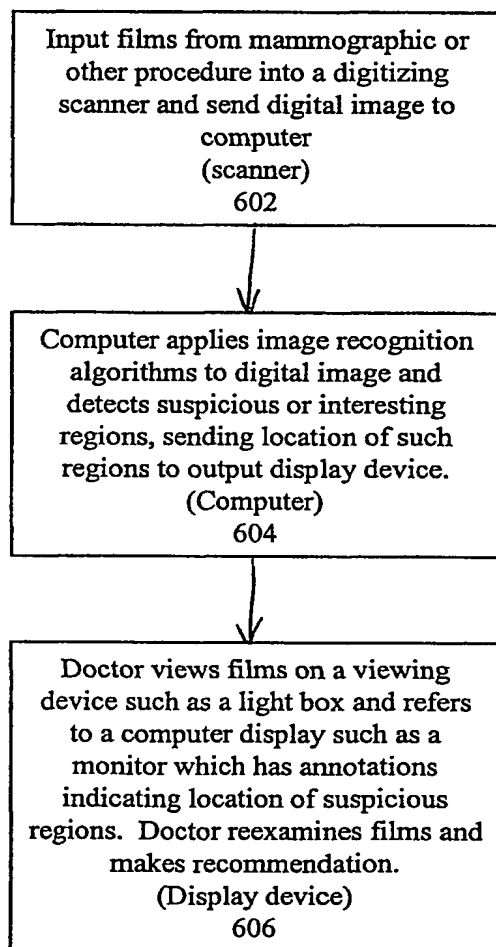 Input films from mammographic or
other procedure into a digitizing
scanner and send digital image to
computer
(scanner)
602
Computer applies image recognition
algorithms to digital image and
detects suspicious or interesting
regions, sending location of such
regions to output display device.
(Computer)
604
Doctor views films on a viewing
device such as a light box and refers
to a computer display such as a
monitor which has annotations
indicating location of suspicious
regions.  Doctor reexamines films and
makes recommendation.
(Display device)
606